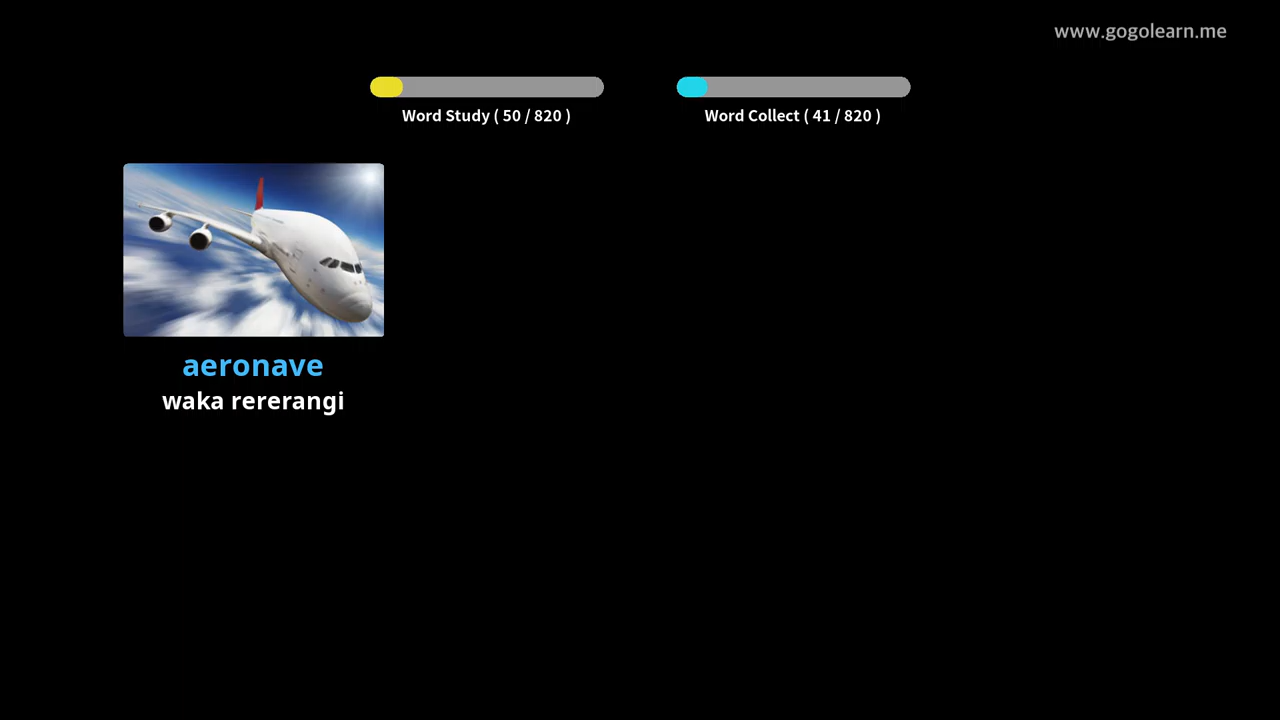 www.gogolearn.me
Word Study ( 50 / 820 )
Word Collect ( 41 / 820 )
aeronave
waka rererangi